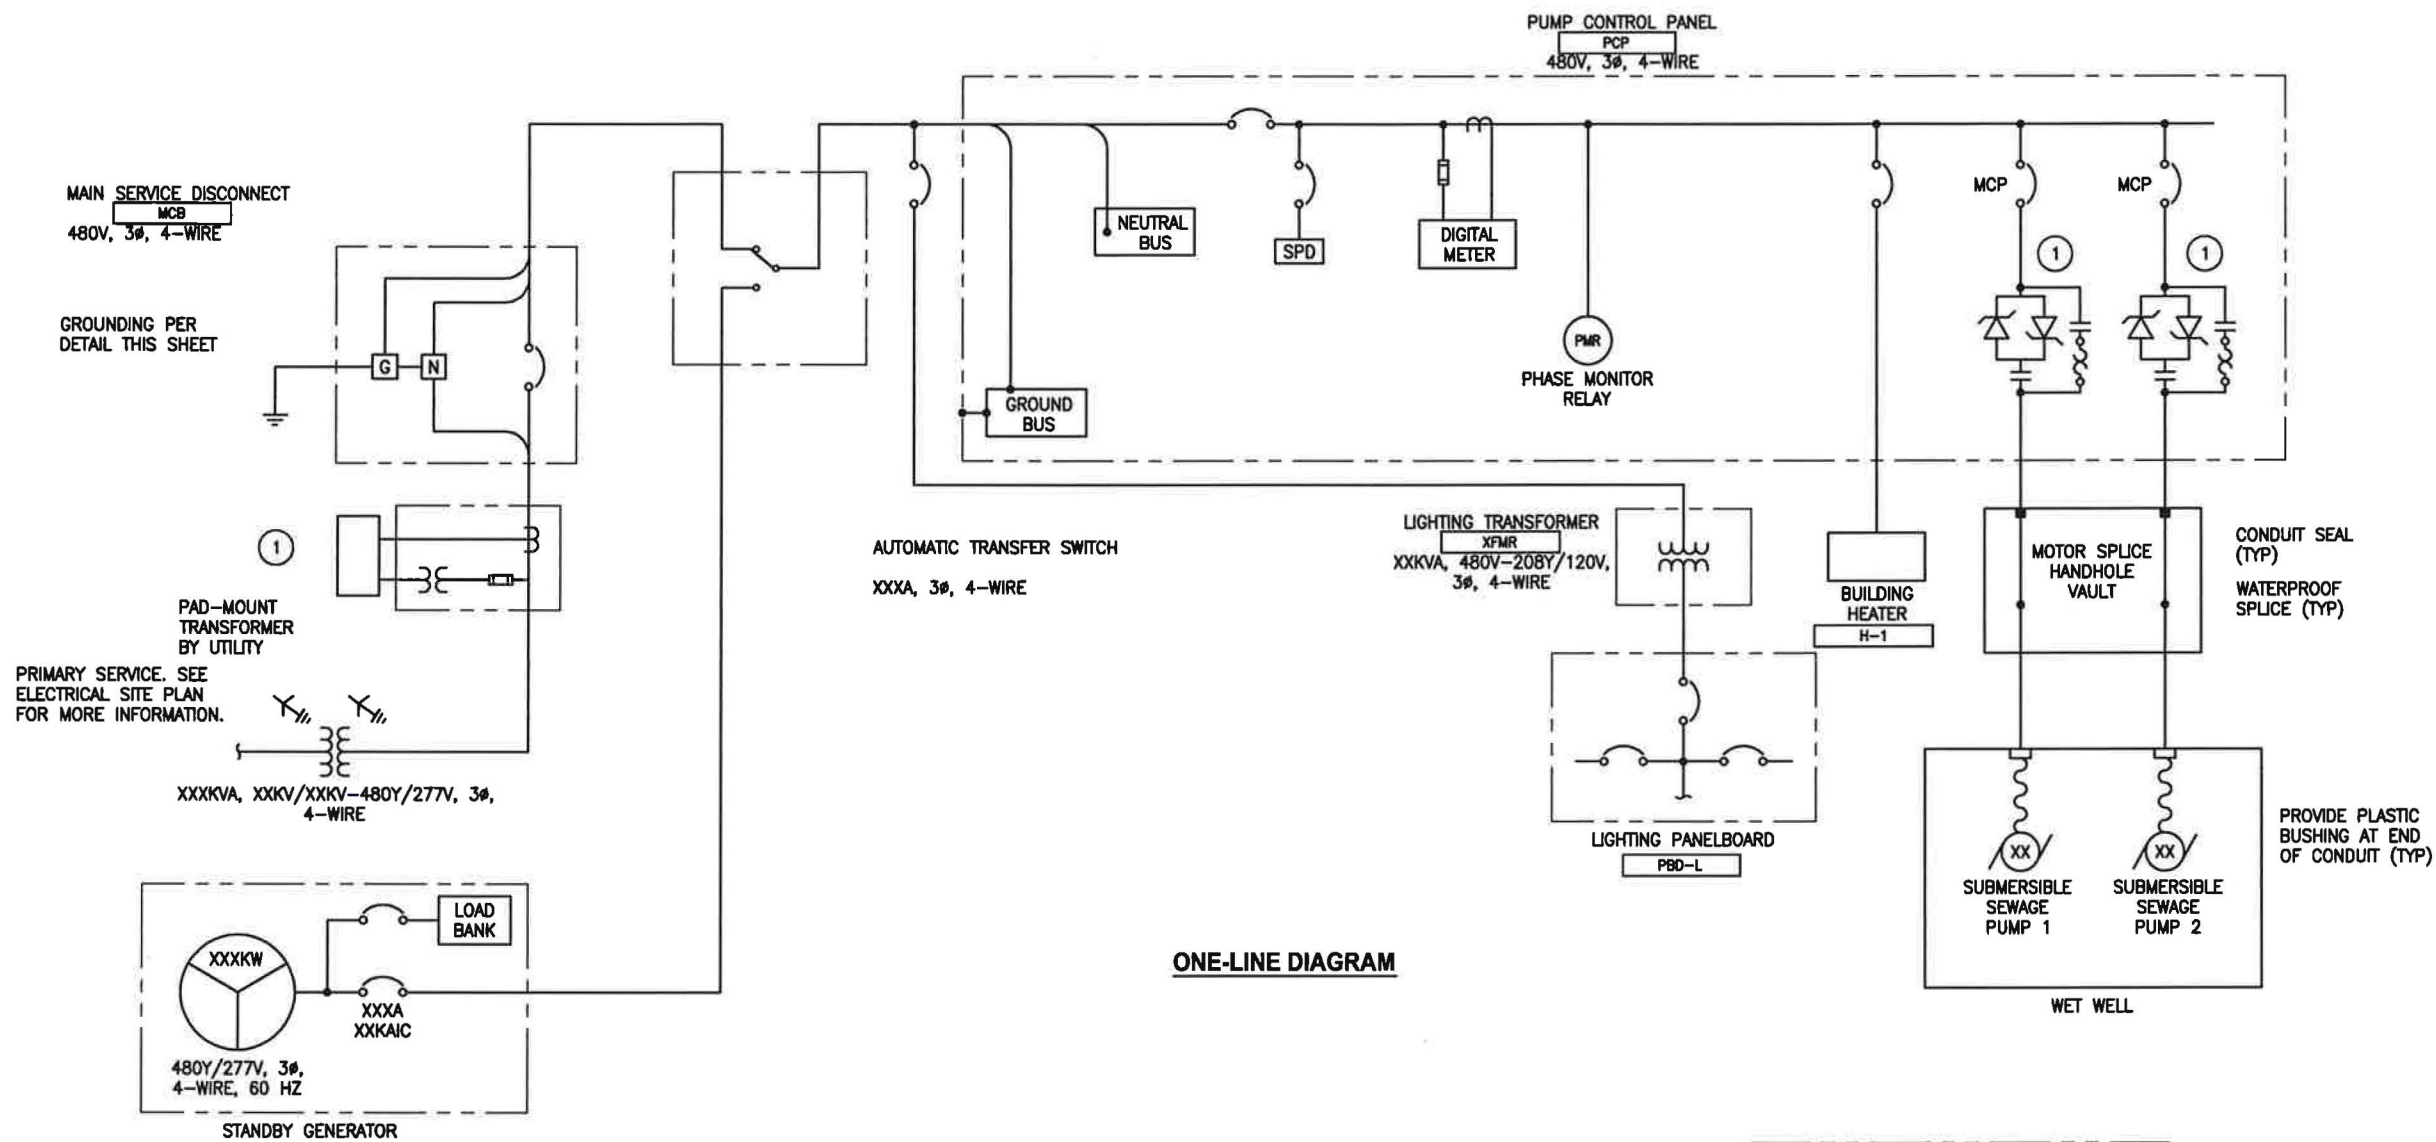 PUMP CONTROL PANEL
PCP
480V, 3ø, 4-WIRE
MAIN SERVICE DISCONNECT
MCB
480V, 3ø, 4-WIRE
GROUNDING PER
DETAIL THIS SHEET
G
N
NEUTRAL
BUS
SPD
DIGITAL
METER
MCP
MCP
1
1
PMR
PHASE MONITOR
RELAY
GROUND
BUS
1
PAD-MOUNT
TRANSFORMER
BY UTILITY
PRIMARY SERVICE. SEE
ELECTRICAL SITE PLAN
FOR MORE INFORMATION.
XXXKVA, XXKV/XXKV-480Y/277V, 3ø,
4-WIRE
AUTOMATIC TRANSFER SWITCH
XXXA, 3ø, 4-WIRE
LIGHTING TRANSFORMER
XFMR
XXKVA, 480V-208Y/120V,
3ø, 4-WIRE
BUILDING
HEATER
H-1
MOTOR SPLICE
HANDHOLE
VAULT
CONDUIT SEAL
(TYP)
WATERPROOF
SPLICE (TYP)
LIGHTING PANELBOARD
PBD-L
XX
XX
SUBMERSIBLE
SEWAGE
PUMP 1
SUBMERSIBLE
SEWAGE
PUMP 2
PROVIDE PLASTIC
BUSHING AT END
OF CONDUIT (TYP)
WET WELL
LOAD
BANK
XXXKW
XXXA
XXKAIC
480Y/277V, 3ø,
4-WIRE, 60 HZ
STANDBY GENERATOR
ONE-LINE DIAGRAM